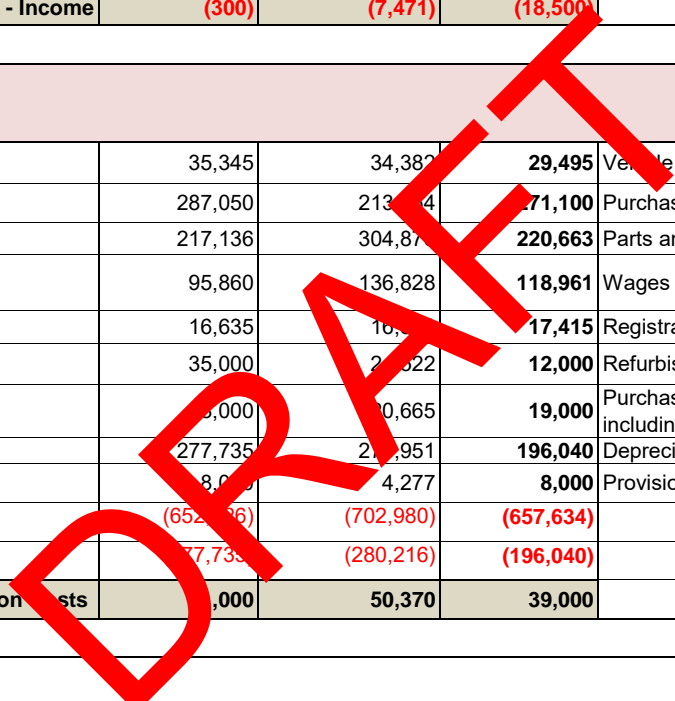 - Income (300) (7,471) (18,500)
35,345 34,382 29,495
287,050 Purchas
217,136 220,663 Parts an
95,860 136,828 118,961 Wages
16,635 17,415 Registra
35,000 12,000 Refurbis
19,000 Purchas
includin
277,735 196,040 Depreci
4,277 8,000 Provisio
(702,980) (657,634)
(280,216) (196,040)
50,370 39,000
DRAFT